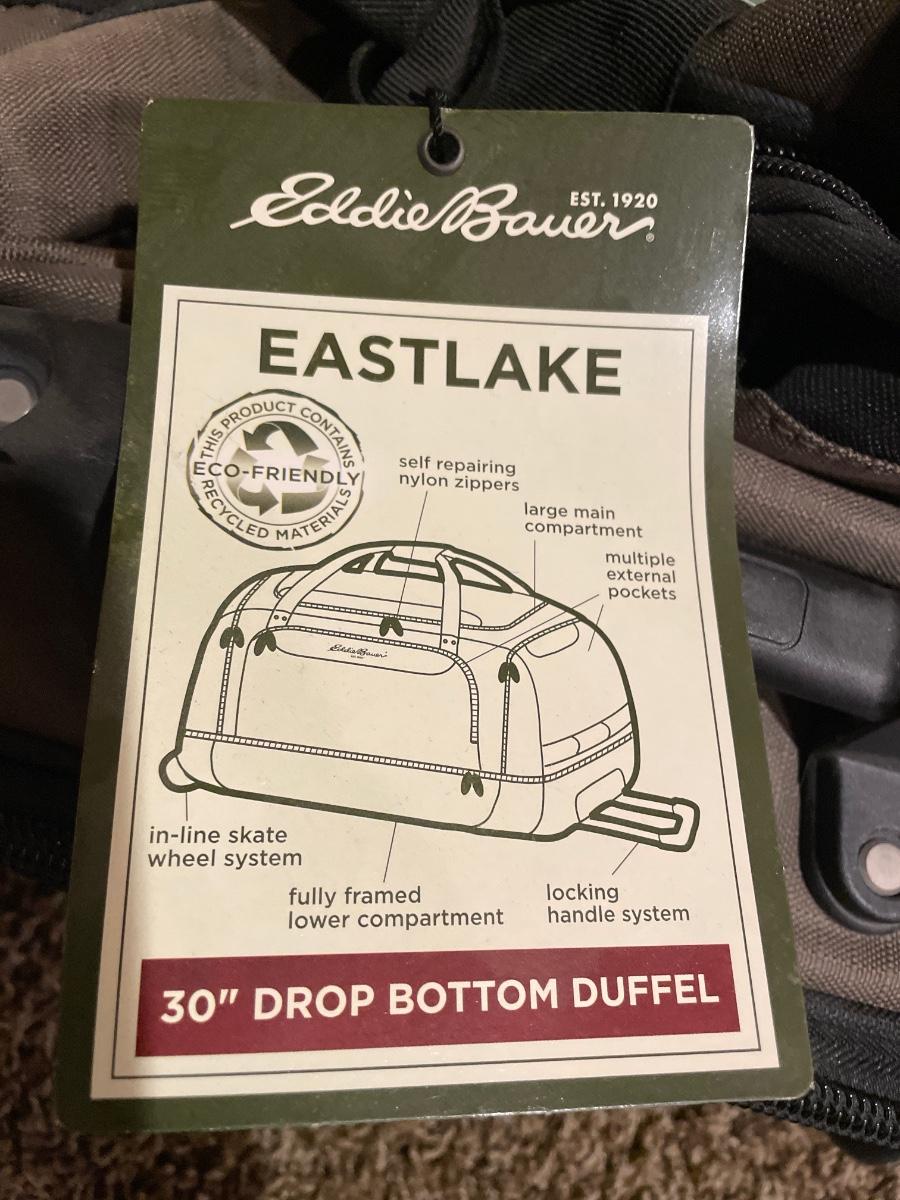 Eddie Bauer®
EST. 1920
EASTLAKE
THIS PRODUCT CONTAINS
ECO-FRIENDLY
RECYCLED MATERIALS
self repairing
nylon zippers
large main
compartment
multiple
external
pockets
Eddie Bauer
in-line skate
wheel system
fully framed
lower compartment
locking
handle system
30" DROP BOTTOM DUFFEL